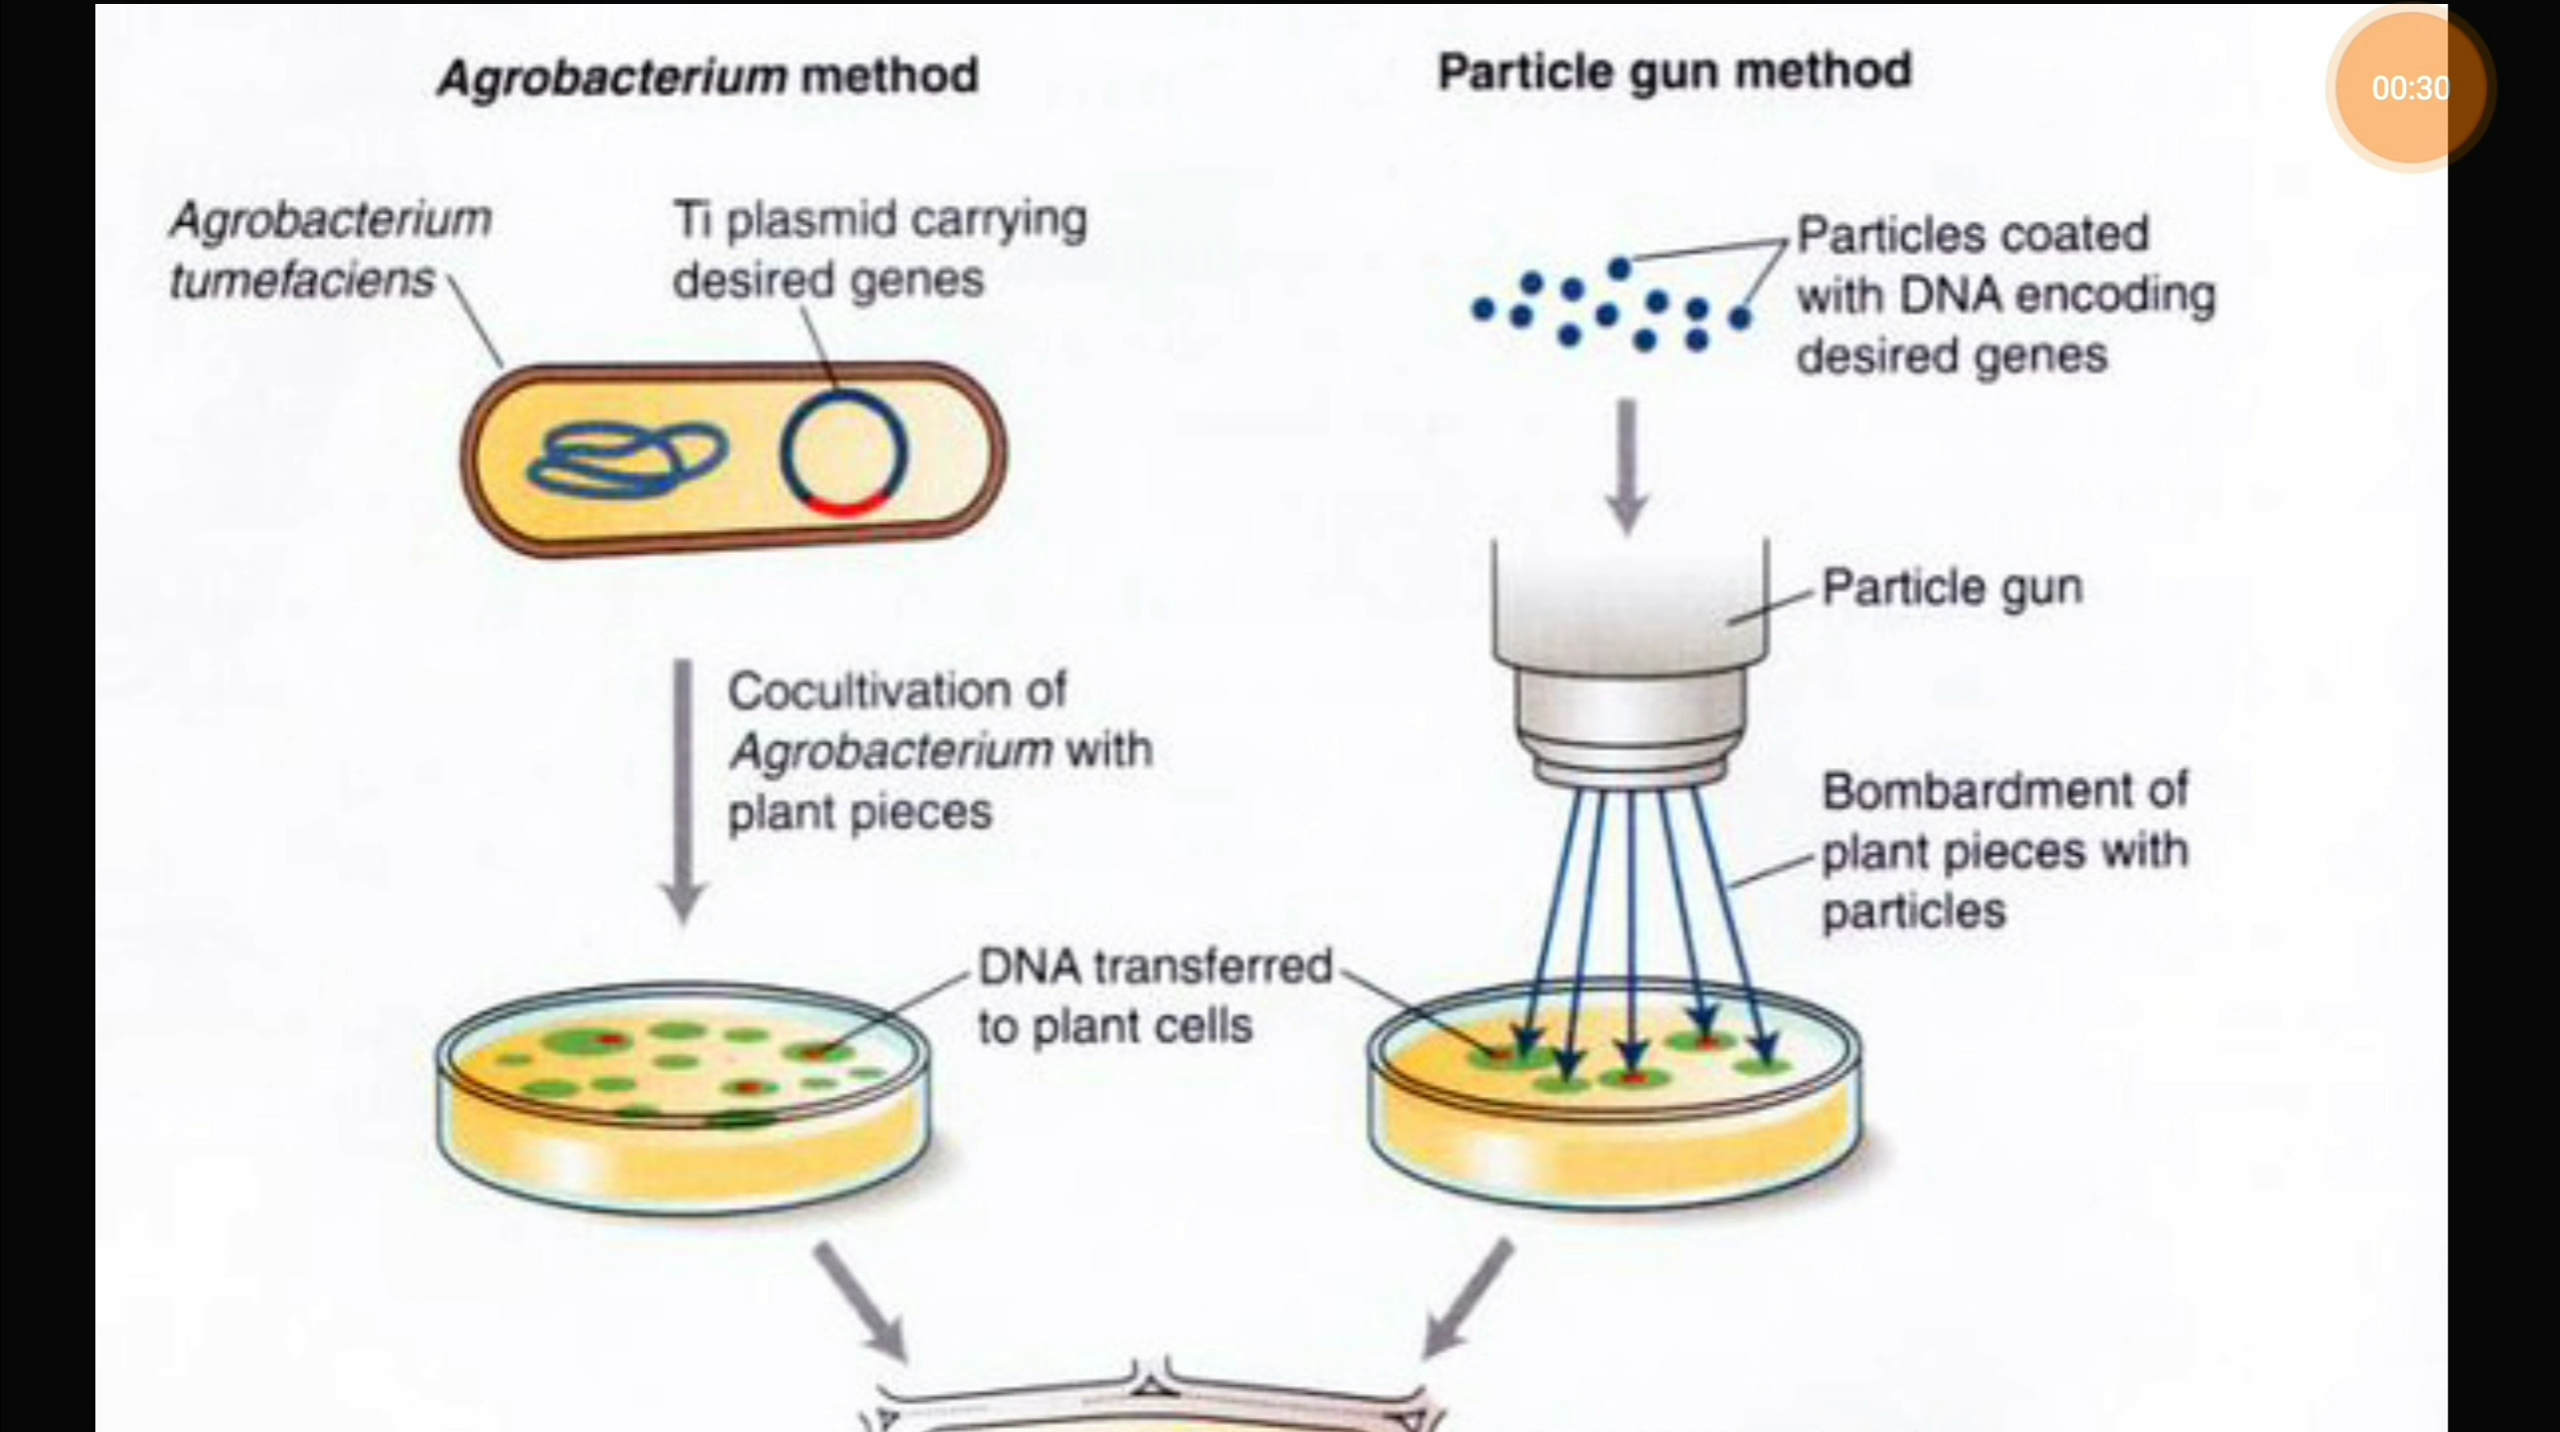 Agrobacterium method
Agrobacterium
tumefaciens
Ti plasmid carrying
desired genes
Cocultivation of
Agrobacterium with
plant pieces
DNA transferred
to plant cells
Particle gun method
00:30
Particles coated
with DNA encoding
desired genes
Particle gun
Bombardment of
plant pieces with
particles